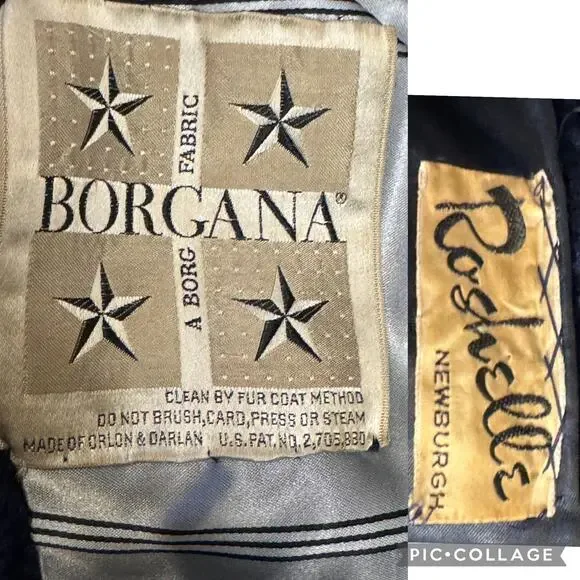 BORGANA®
A BORG FABRIC
CLEAN BY FUR COAT METHOD
DO NOT BRUSH, CARD, PRESS OR STEAM
MADE OF ORLON & DARLAN U.S. PAT. NO. 2,705,880
Roshelle
NEWBURGH
PIC•COLLAGE